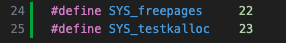 24 #define SYS_freepages 22
25 #define SYS_testkalloc 23